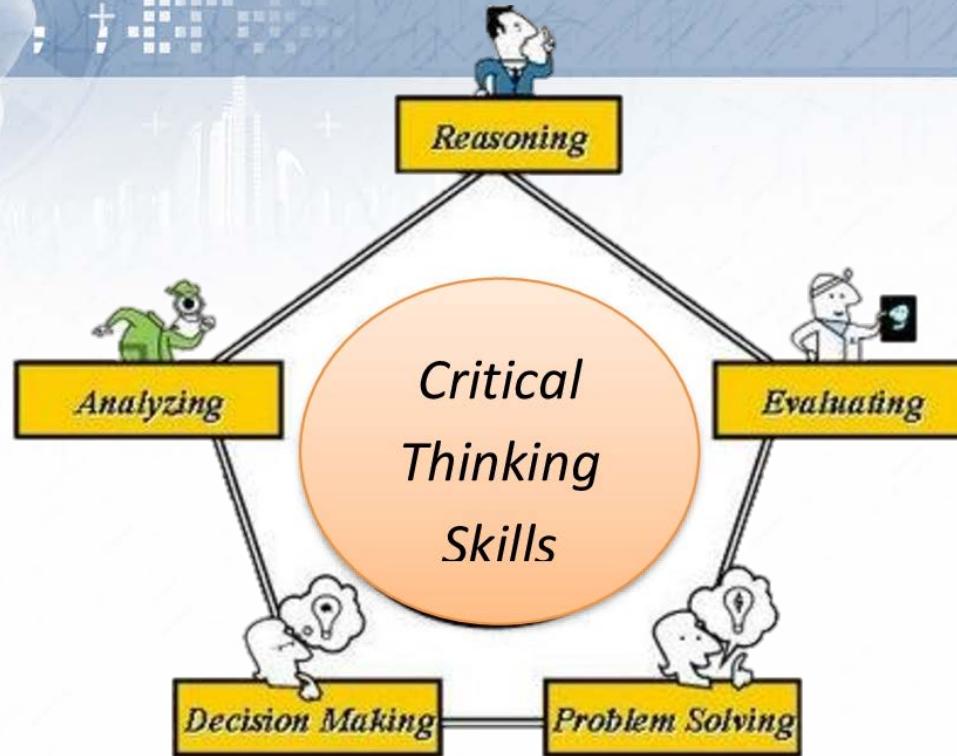 Reasoning
Analyzing
Evaluating
Critical
Thinking
Skills
Decision Making
Problem Solving